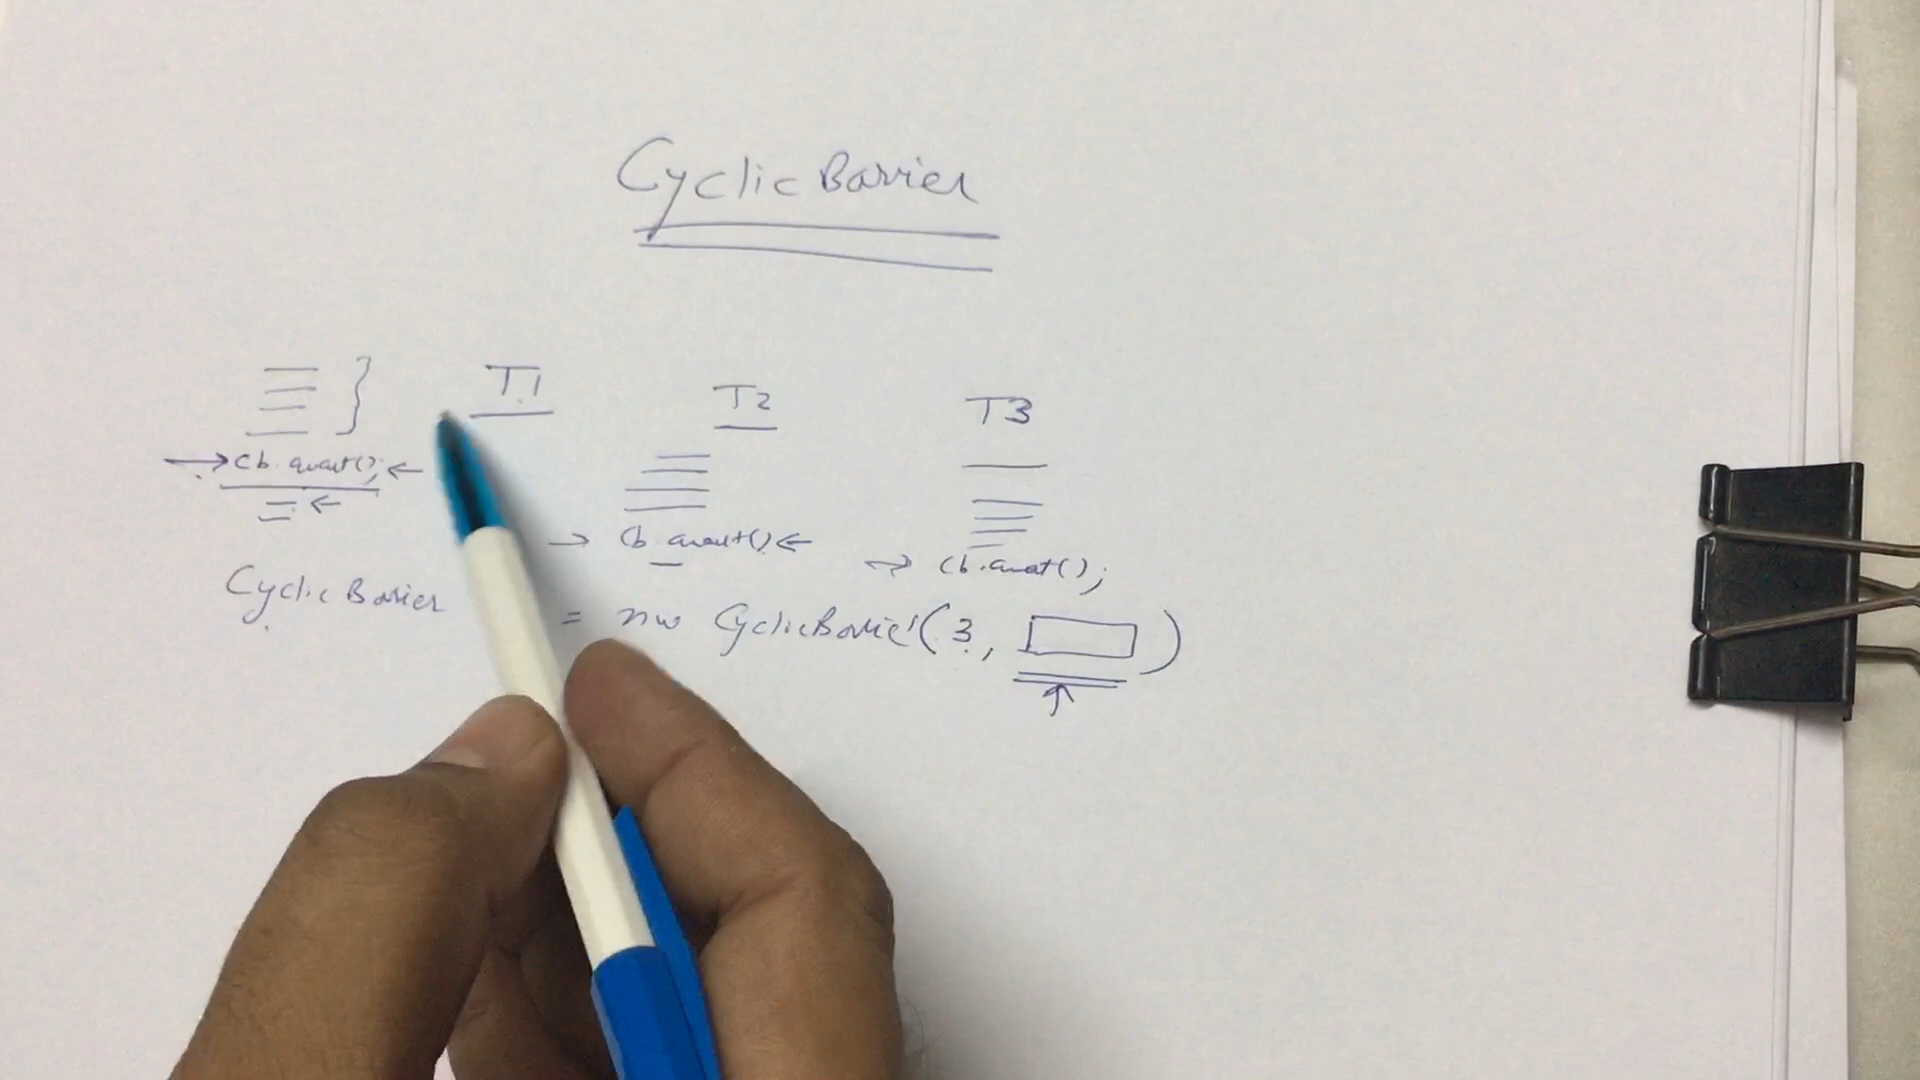 CyclicBarrier
T1
T2
T3
cb.await();
cb.await()
cb.await();
CyclicBarrier = new CyclicBarrier(3, )